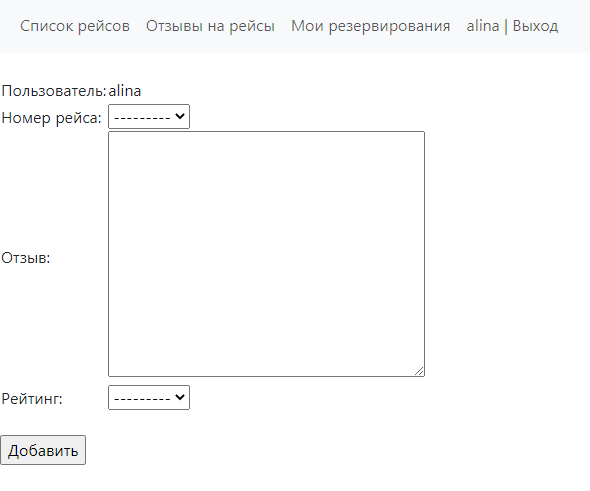 Список рейсов Отзывы на рейсы Мои резервирования alina | Выход
Пользователь: alina
Номер рейса: ---------
Отзыв:
Рейтинг: ---------
Добавить